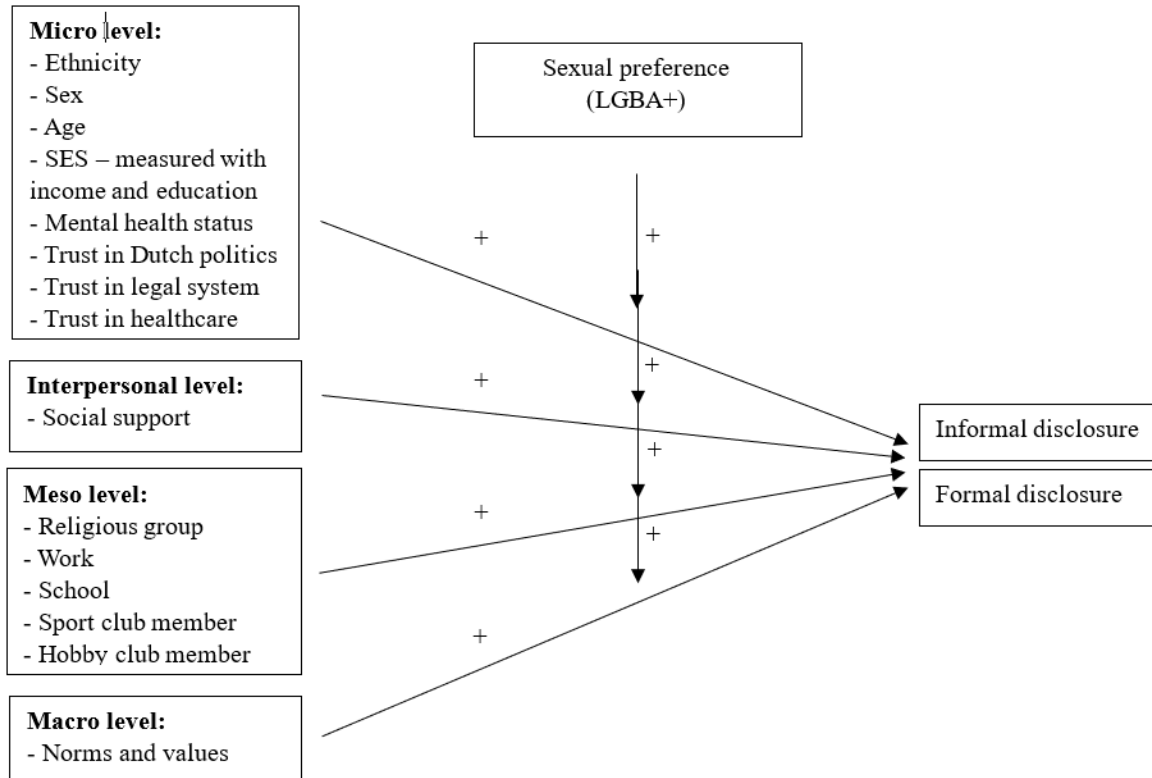 Micro level:
- Ethnicity
- Sex
- Age
- SES – measured with
income and education
- Mental health status
- Trust in Dutch politics
- Trust in legal system
- Trust in healthcare
Sexual preference
(LGBA+)
+
+
Interpersonal level:
- Social support
+
+
Informal disclosure
Formal disclosure
Meso level:
- Religious group
- Work
- School
- Sport club member
- Hobby club member
+
+
+
+
Macro level:
- Norms and values